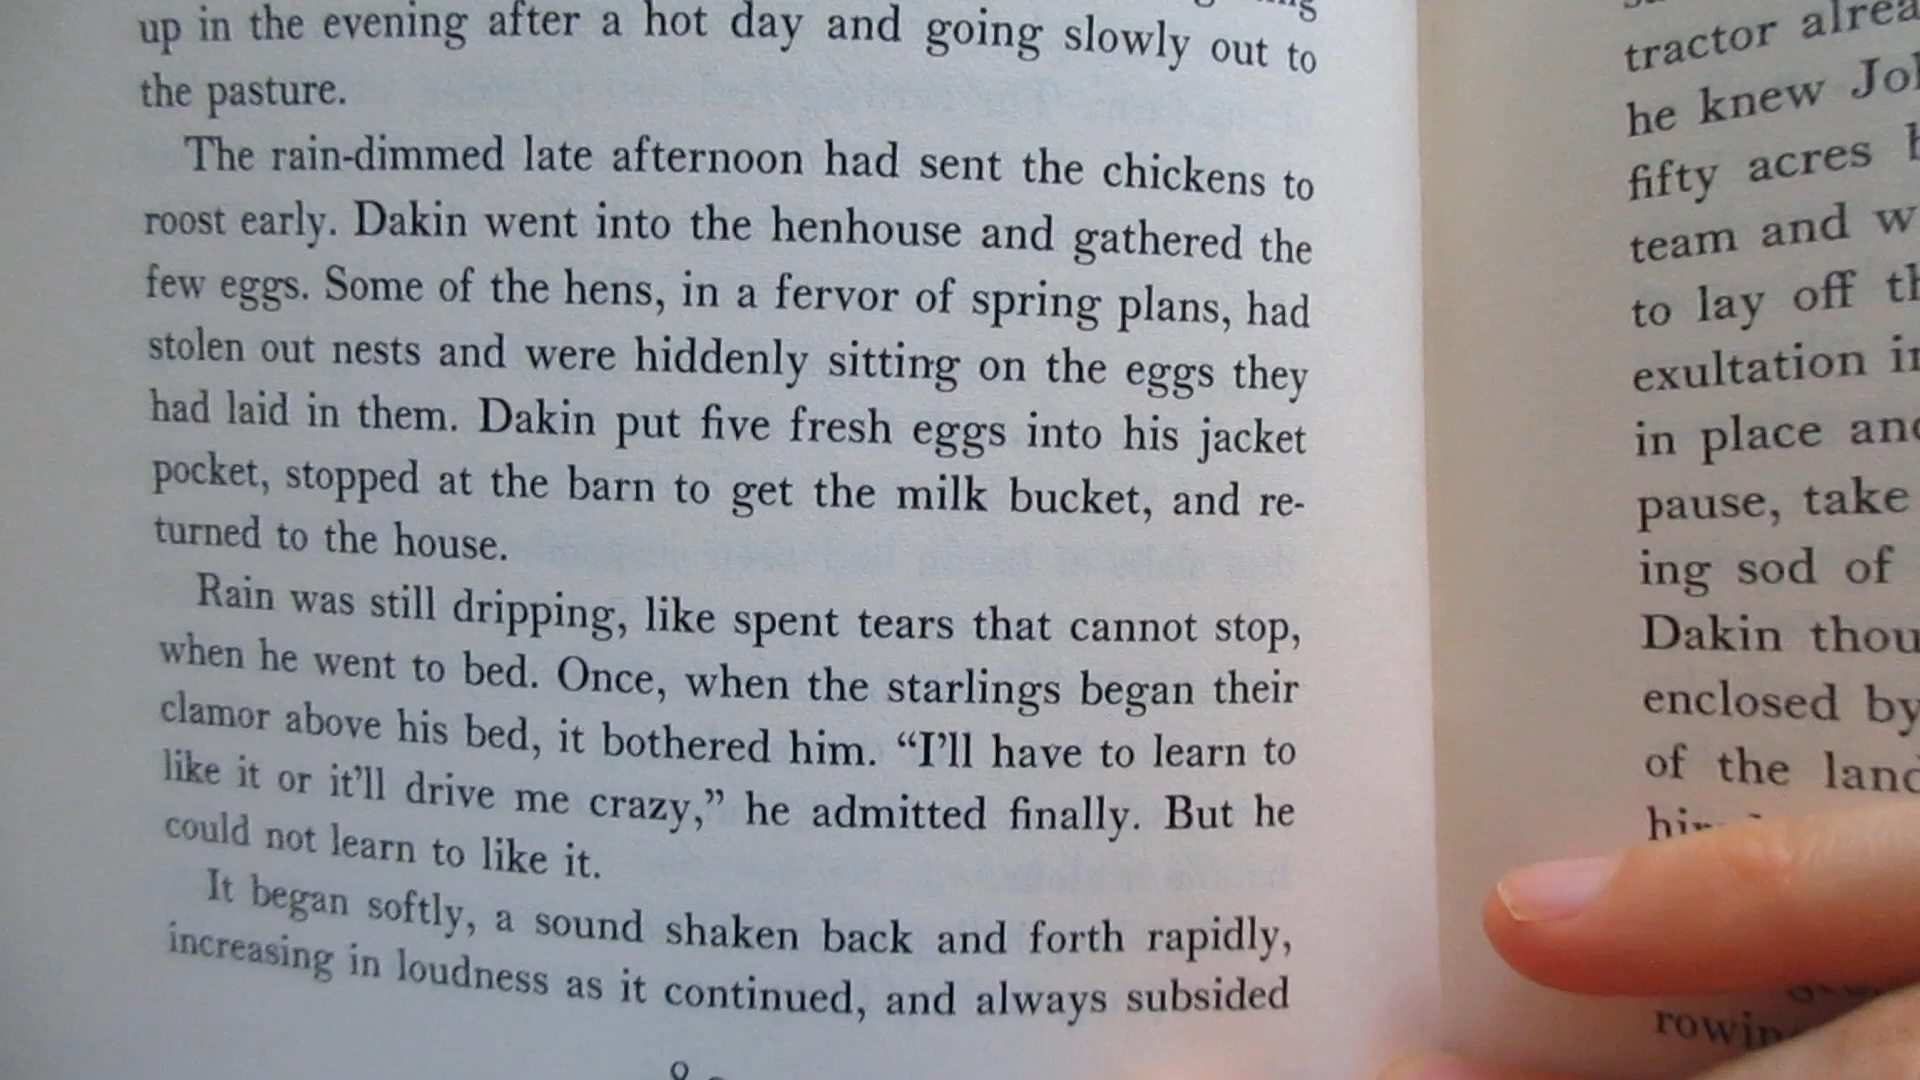 up in the evening after a hot day and going slowly out to
the pasture.
The rain-dimmed late afternoon had sent the chickens to
roost early. Dakin went into the henhouse and gathered the
few eggs. Some of the hens, in a fervor of spring plans, had
stolen out nests and were hiddenly sitting on the eggs they
had laid in them. Dakin put five fresh eggs into his jacket
pocket, stopped at the barn to get the milk bucket, and re-
turned to the house.
Rain was still dripping, like spent tears that cannot stop,
when he went to bed. Once, when the starlings began their
clamor above his bed, it bothered him. “I’ll have to learn to
like it or it’ll drive me crazy,” he admitted finally. But he
could not learn to like it.
It began softly, a sound shaken back and forth rapidly,
increasing in loudness as it continued, and always subsided
tractor
he knew
fifty acres
team and
to lay off
exultation
in place
pause, take
ing sod of
Dakin
enclosed by
of the